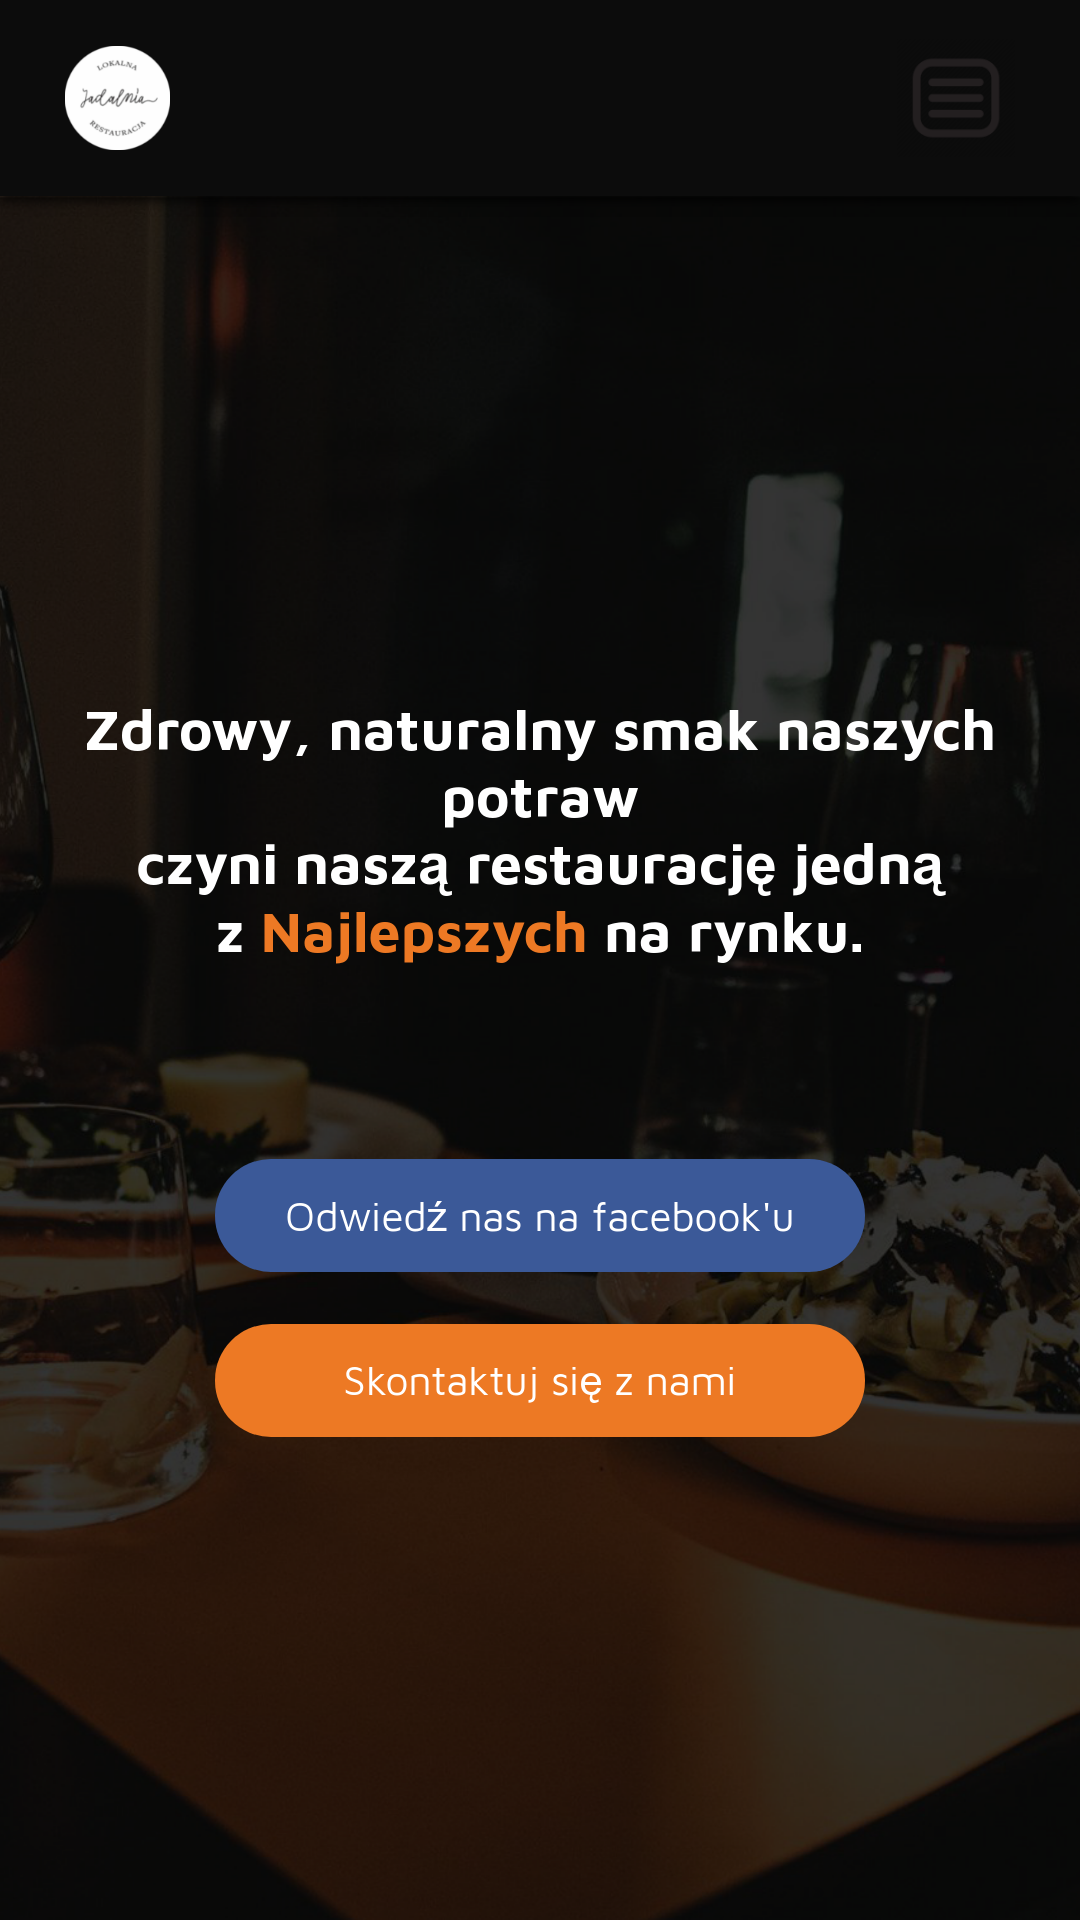 LOKALNA
Jadalnia
RESTAURACJA
Zdrowy, naturalny smak naszych
potraw
czyni naszą restaurację jedną
z Najlepszych na rynku.
Odwiedź nas na facebook'u
Skontaktuj się z nami